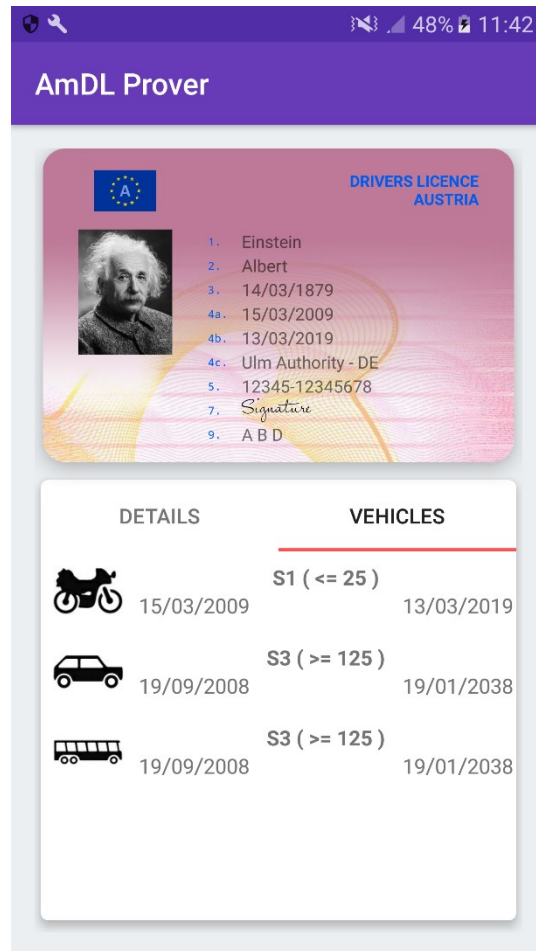 48% 11:42
AmDL Prover
A
DRIVERS LICENCE
AUSTRIA
1. Einstein
2. Albert
3. 14/03/1879
4a. 15/03/2009
4b. 13/03/2019
4c. Ulm Authority - DE
5. 12345-12345678
7. Signature
9. A B D
DETAILS VEHICLES
S1 ( <= 25 )
15/03/2009 13/03/2019
S3 ( >= 125 )
19/09/2008 19/01/2038
S3 ( >= 125 )
19/09/2008 19/01/2038